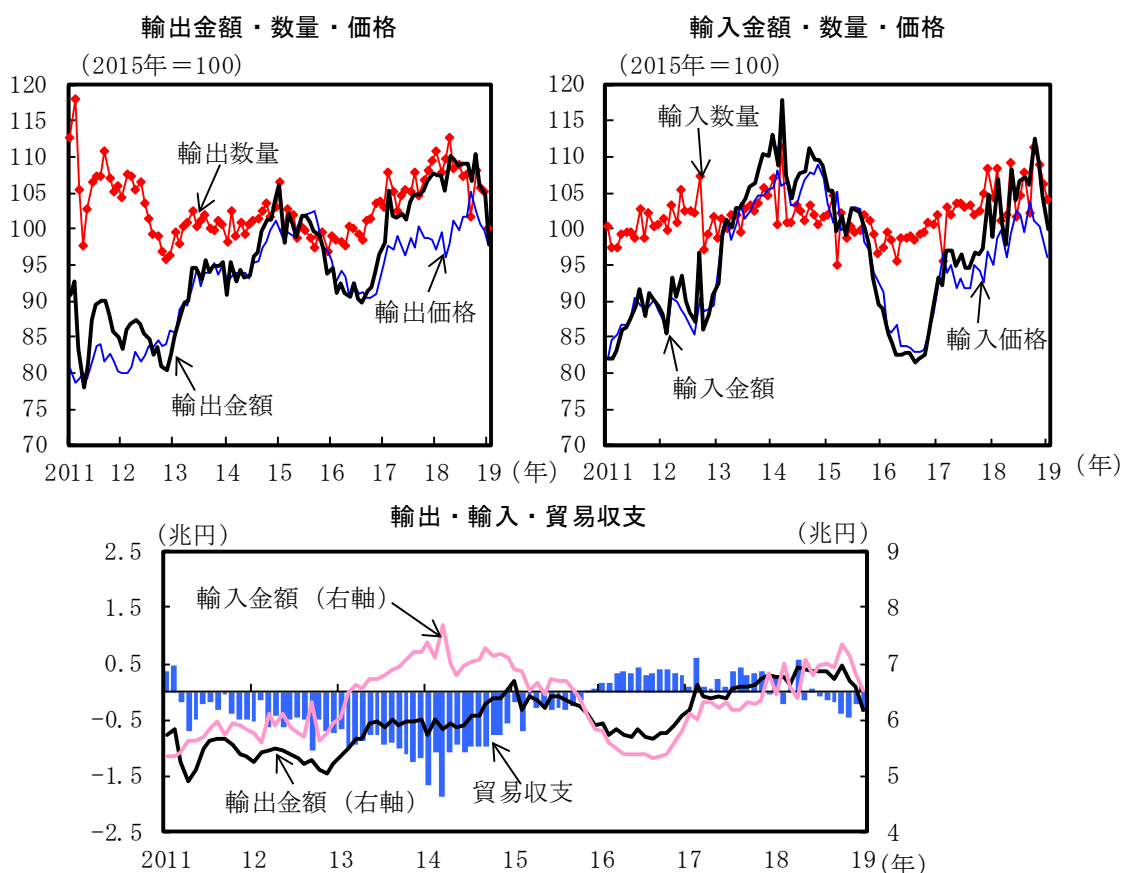 輸出金額・数量・価格
(2015年＝100)
120
115
110
105
100
95
90
85
80
75
70
輸出数量
輸出価格
輸出金額
2011 12 13 14 15 16 17 18 19 (年)
輸入金額・数量・価格
(2015年＝100)
120
115
110
105
100
95
90
85
80
75
70
輸入数量
輸入価格
輸入金額
2011 12 13 14 15 16 17 18 19 (年)
輸出・輸入・貿易収支
(兆円) (兆円)
2.5 9
1.5 8
0.5 7
-0.5 6
-1.5 5
-2.5 4
輸入金額（右軸）
貿易収支
輸出金額（右軸）
2011 12 13 14 15 16 17 18 19 (年)